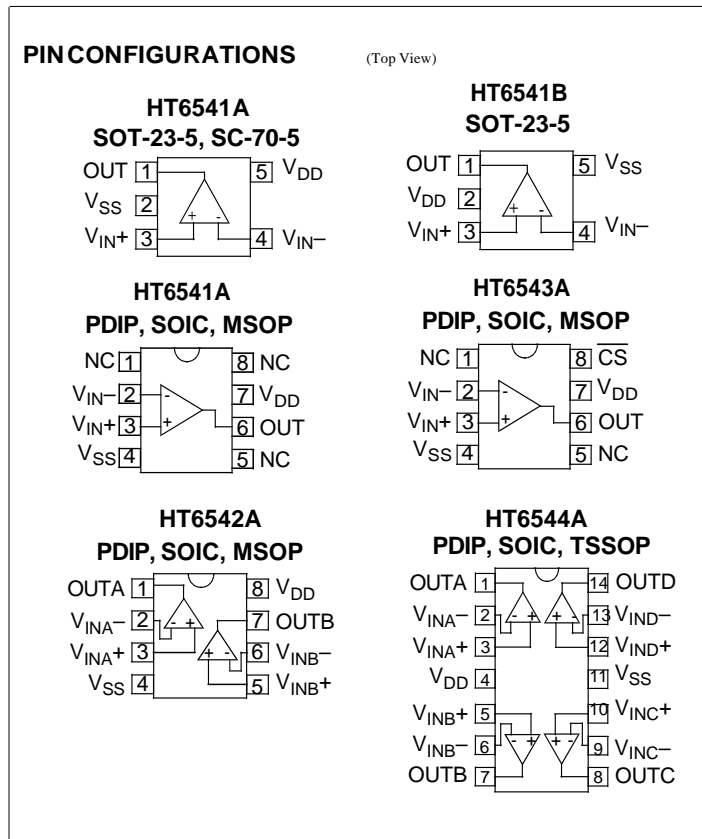 PIN CONFIGURATIONS (Top View)
HT6541A
SOT-23-5, SC-70-5
OUT 1 5 VDD
VSS 2
VIN+ 3 4 VIN–
+ -
HT6541B
SOT-23-5
OUT 1 5 VSS
VDD 2
VIN+ 3 4 VIN–
+ -
HT6541A
PDIP, SOIC, MSOP
NC 1 8 NC
VIN– 2 - 7 VDD
VIN+ 3 + 6 OUT
VSS 4 5 NC
HT6543A
PDIP, SOIC, MSOP
NC 1 8 CS
VIN– 2 - 7 VDD
VIN+ 3 + 6 OUT
VSS 4 5 NC
HT6542A
PDIP, SOIC, MSOP
OUTA 1 8 VDD
VINA– 2 - + 7 OUTB
VINA+ 3 + - 6 VINB–
VSS 4 5 VINB+
HT6544A
PDIP, SOIC, TSSOP
OUTA 1 14 OUTD
VINA– 2 - + + - 13 VIND–
VINA+ 3 12 VIND+
VDD 4 11 VSS
VINB+ 5 10 VINC+
VINB– 6 - + + - 9 VINC–
OUTB 7 8 OUTC